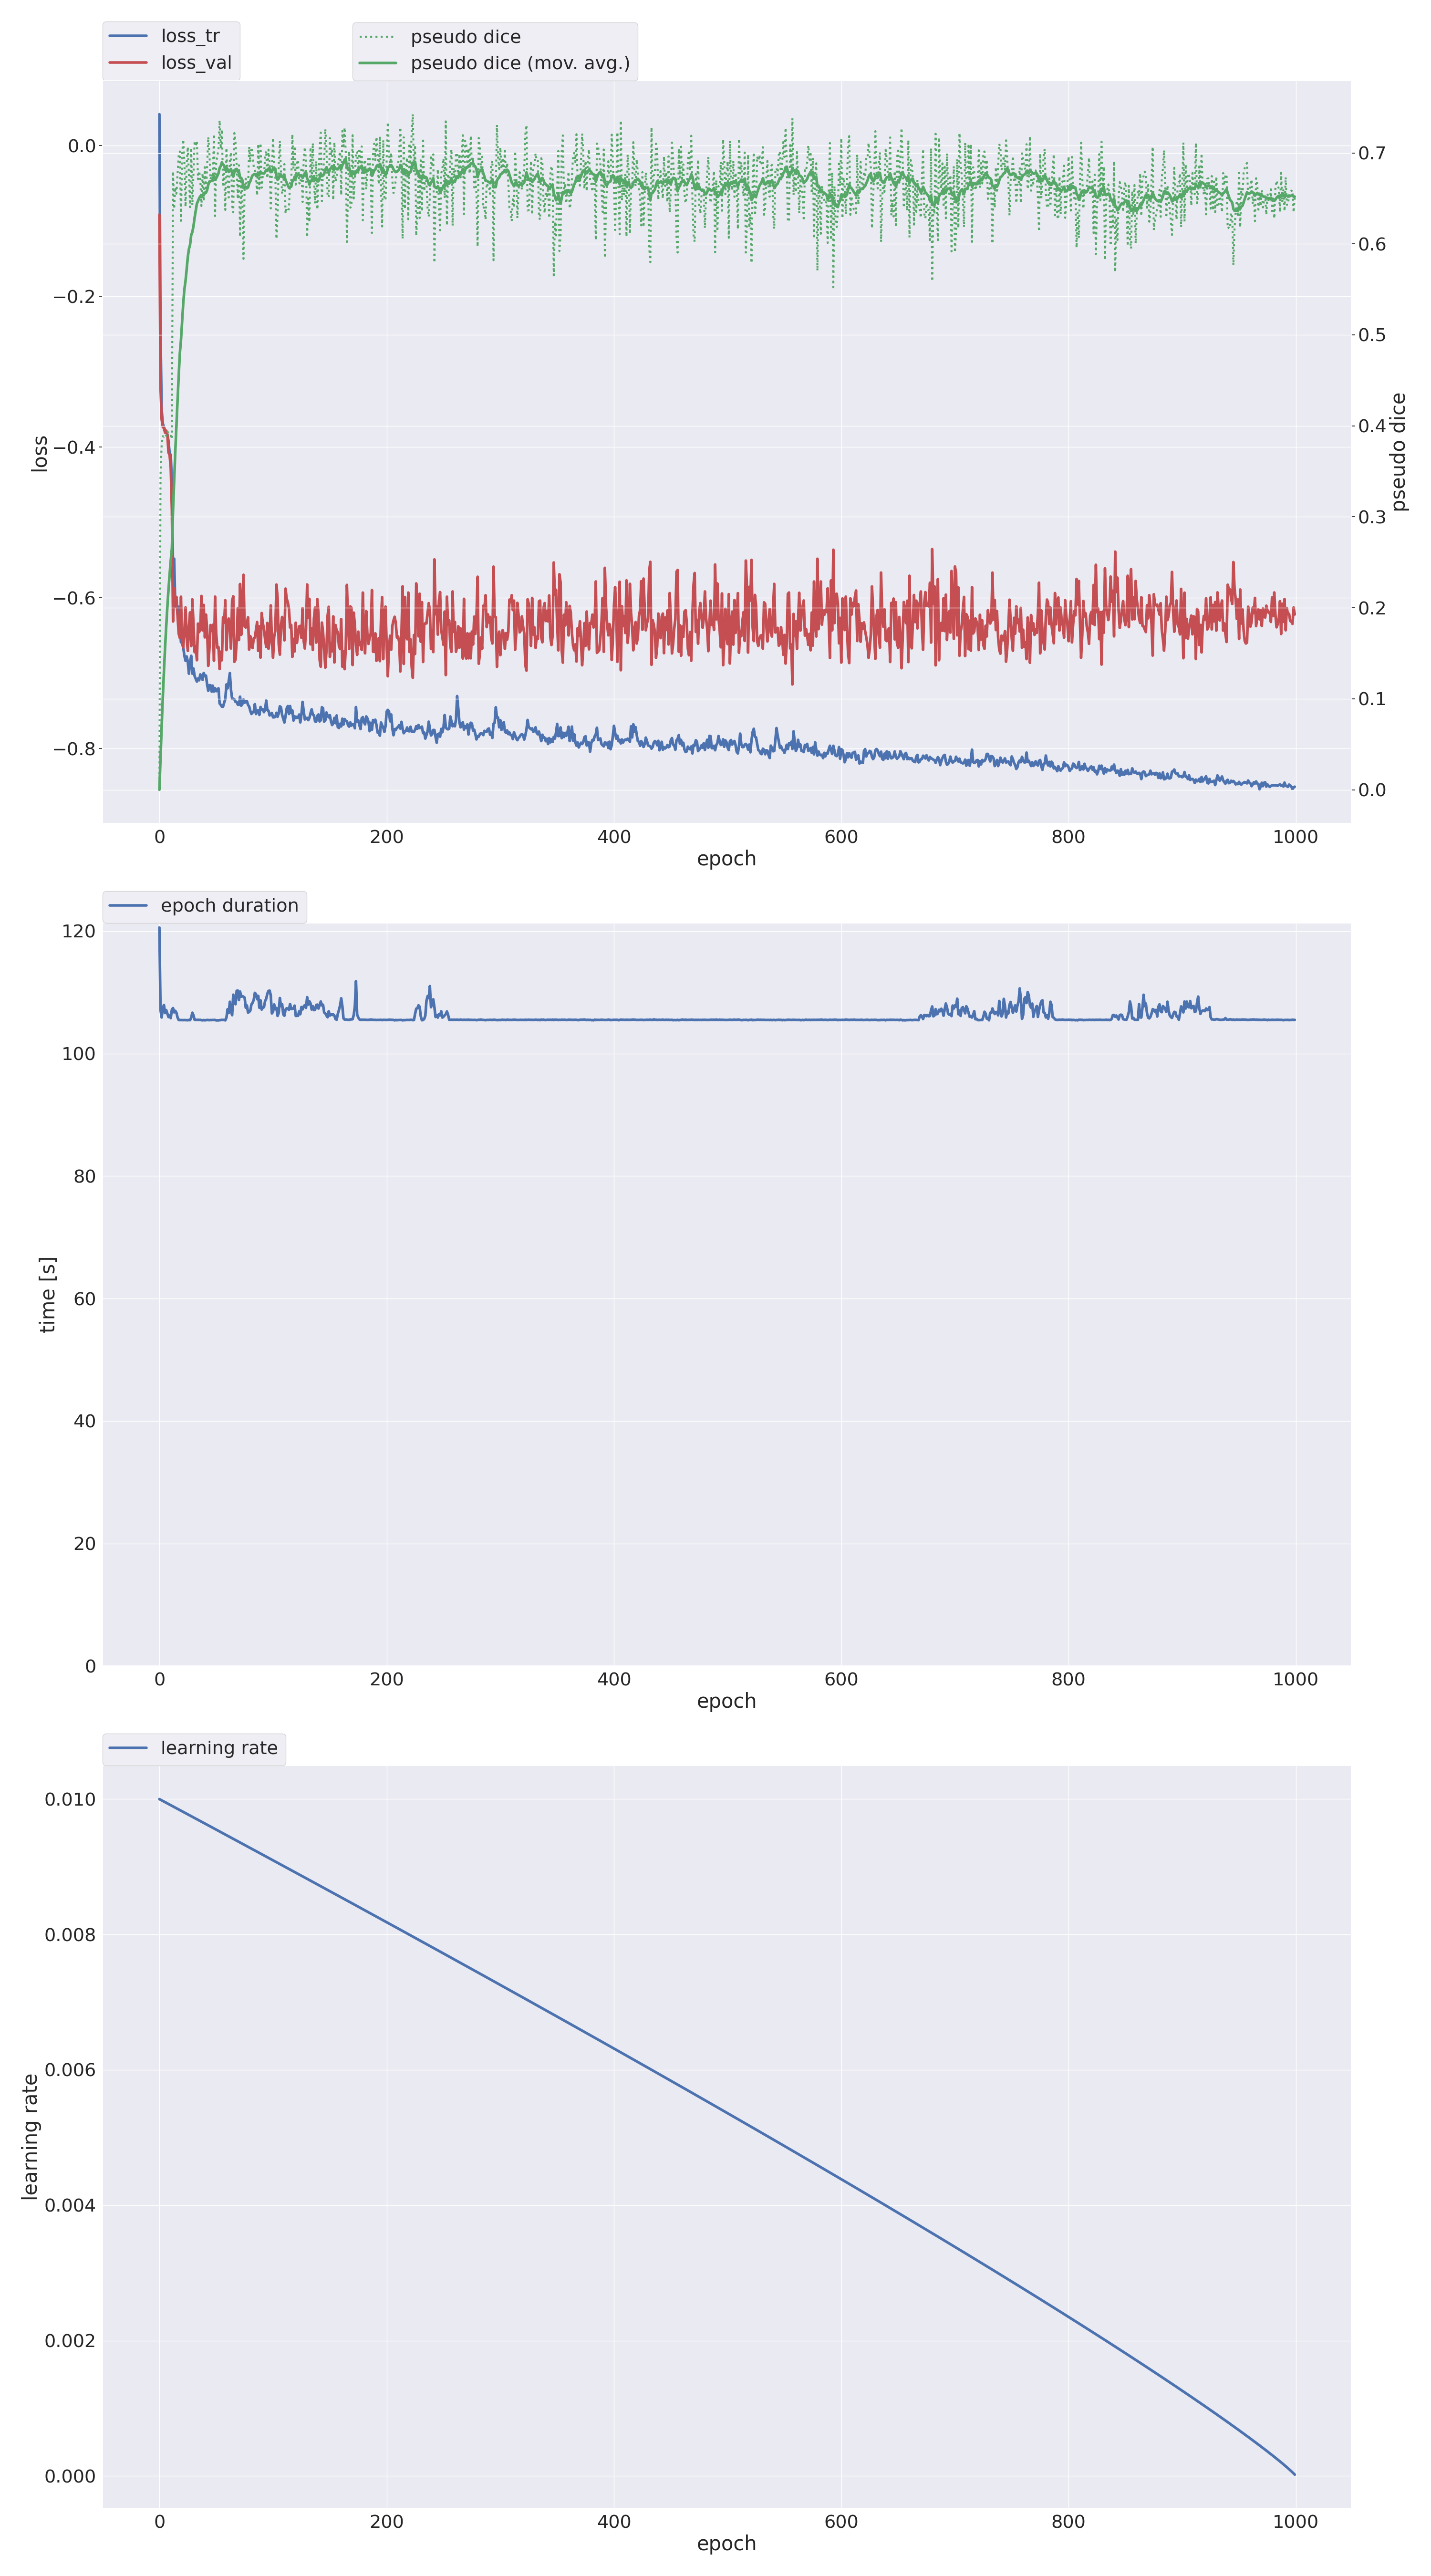 loss_tr
loss_val
pseudo dice
pseudo dice (mov. avg.)
0.0
−0.2
−0.4
−0.6
−0.8
loss
0.7
0.6
0.5
0.4
0.3
0.2
0.1
0.0
pseudo dice
0 200 400 600 800 1000
epoch
epoch duration
120
100
80
60
40
20
0
time [s]
0 200 400 600 800 1000
epoch
learning rate
0.010
0.008
0.006
0.004
0.002
0.000
learning rate
0 200 400 600 800 1000
epoch